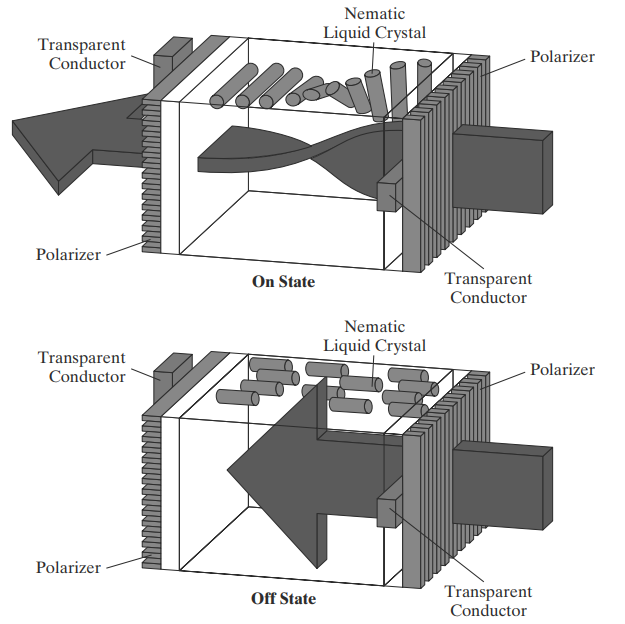 Nematic
Liquid Crystal
Transparent
Conductor
Polarizer
Polarizer
On State
Transparent
Conductor
Nematic
Liquid Crystal
Transparent
Conductor
Polarizer
Polarizer
Off State
Transparent
Conductor